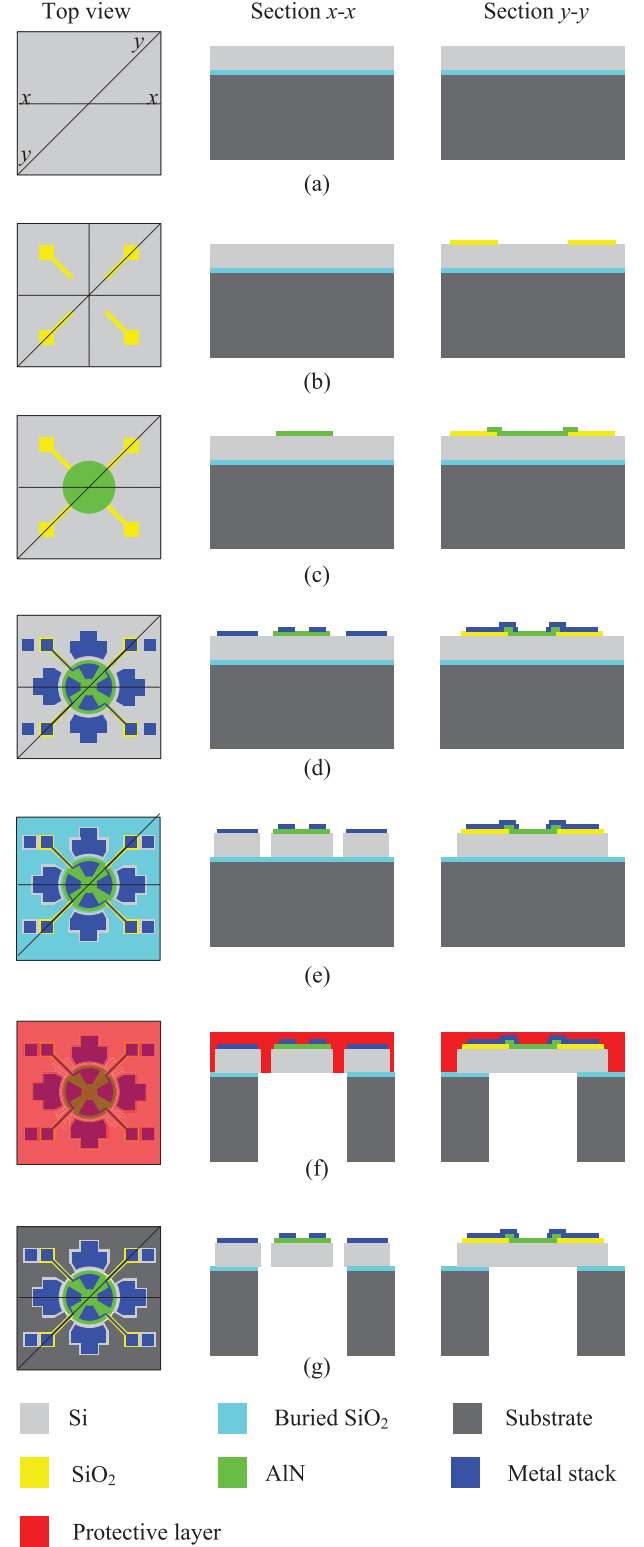 Top view Section x-x Section y-y
y
x x
y
(a)
(b)
(c)
(d)
(e)
(f)
(g)
Si Buried SiO₂ Substrate
SiO₂ AlN Metal stack
Protective layer